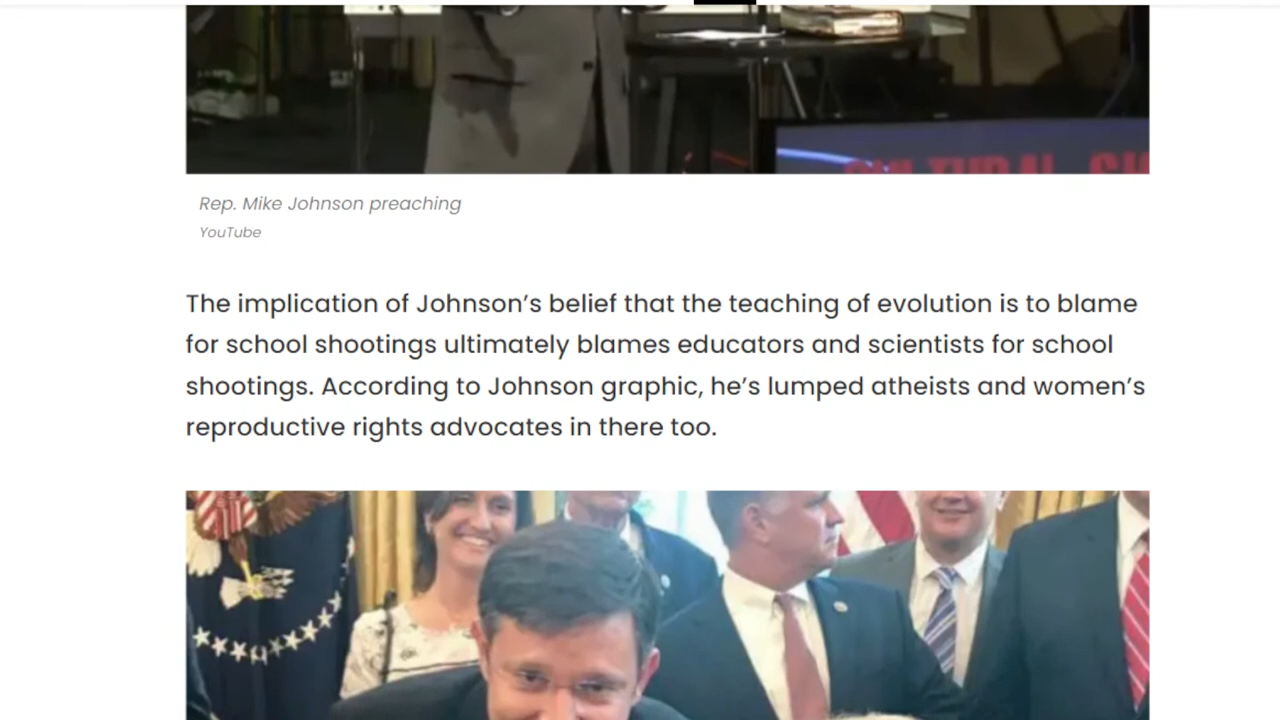 Rep. Mike Johnson preaching
YouTube
The implication of Johnson’s belief that the teaching of evolution is to blame
for school shootings ultimately blames educators and scientists for school
shootings. According to Johnson graphic, he’s lumped atheists and women’s
reproductive rights advocates in there too.